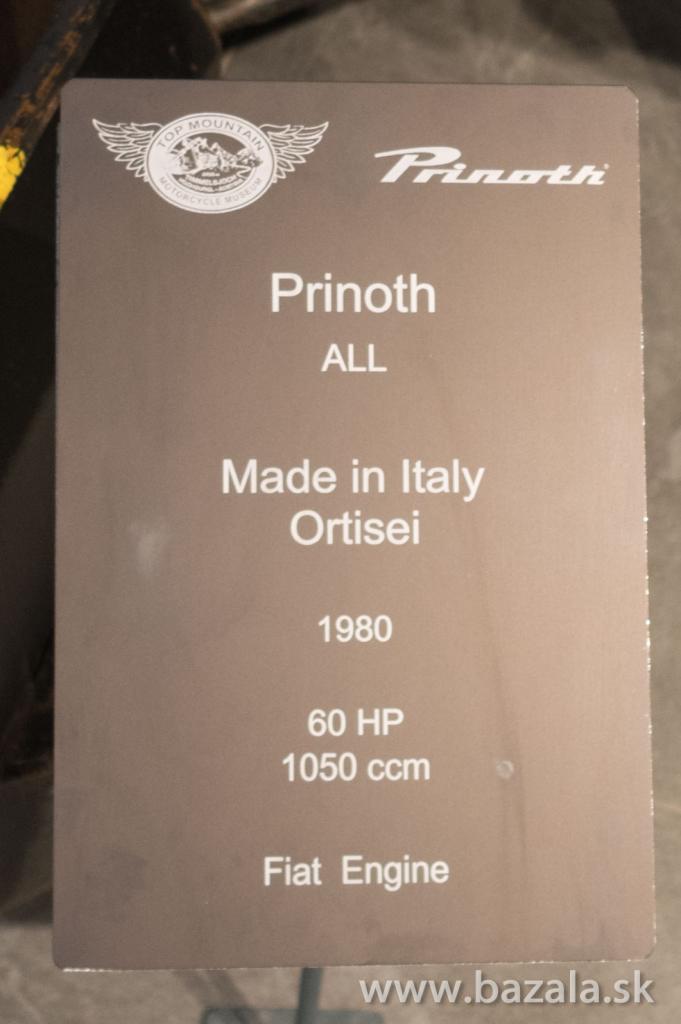 TOP MOUNTAIN
MOTORCYCLE MUSEUM
Prinoth
Prinoth
ALL
Made in Italy
Ortisei
1980
60 HP
1050 ccm
Fiat Engine
www.bazala.sk